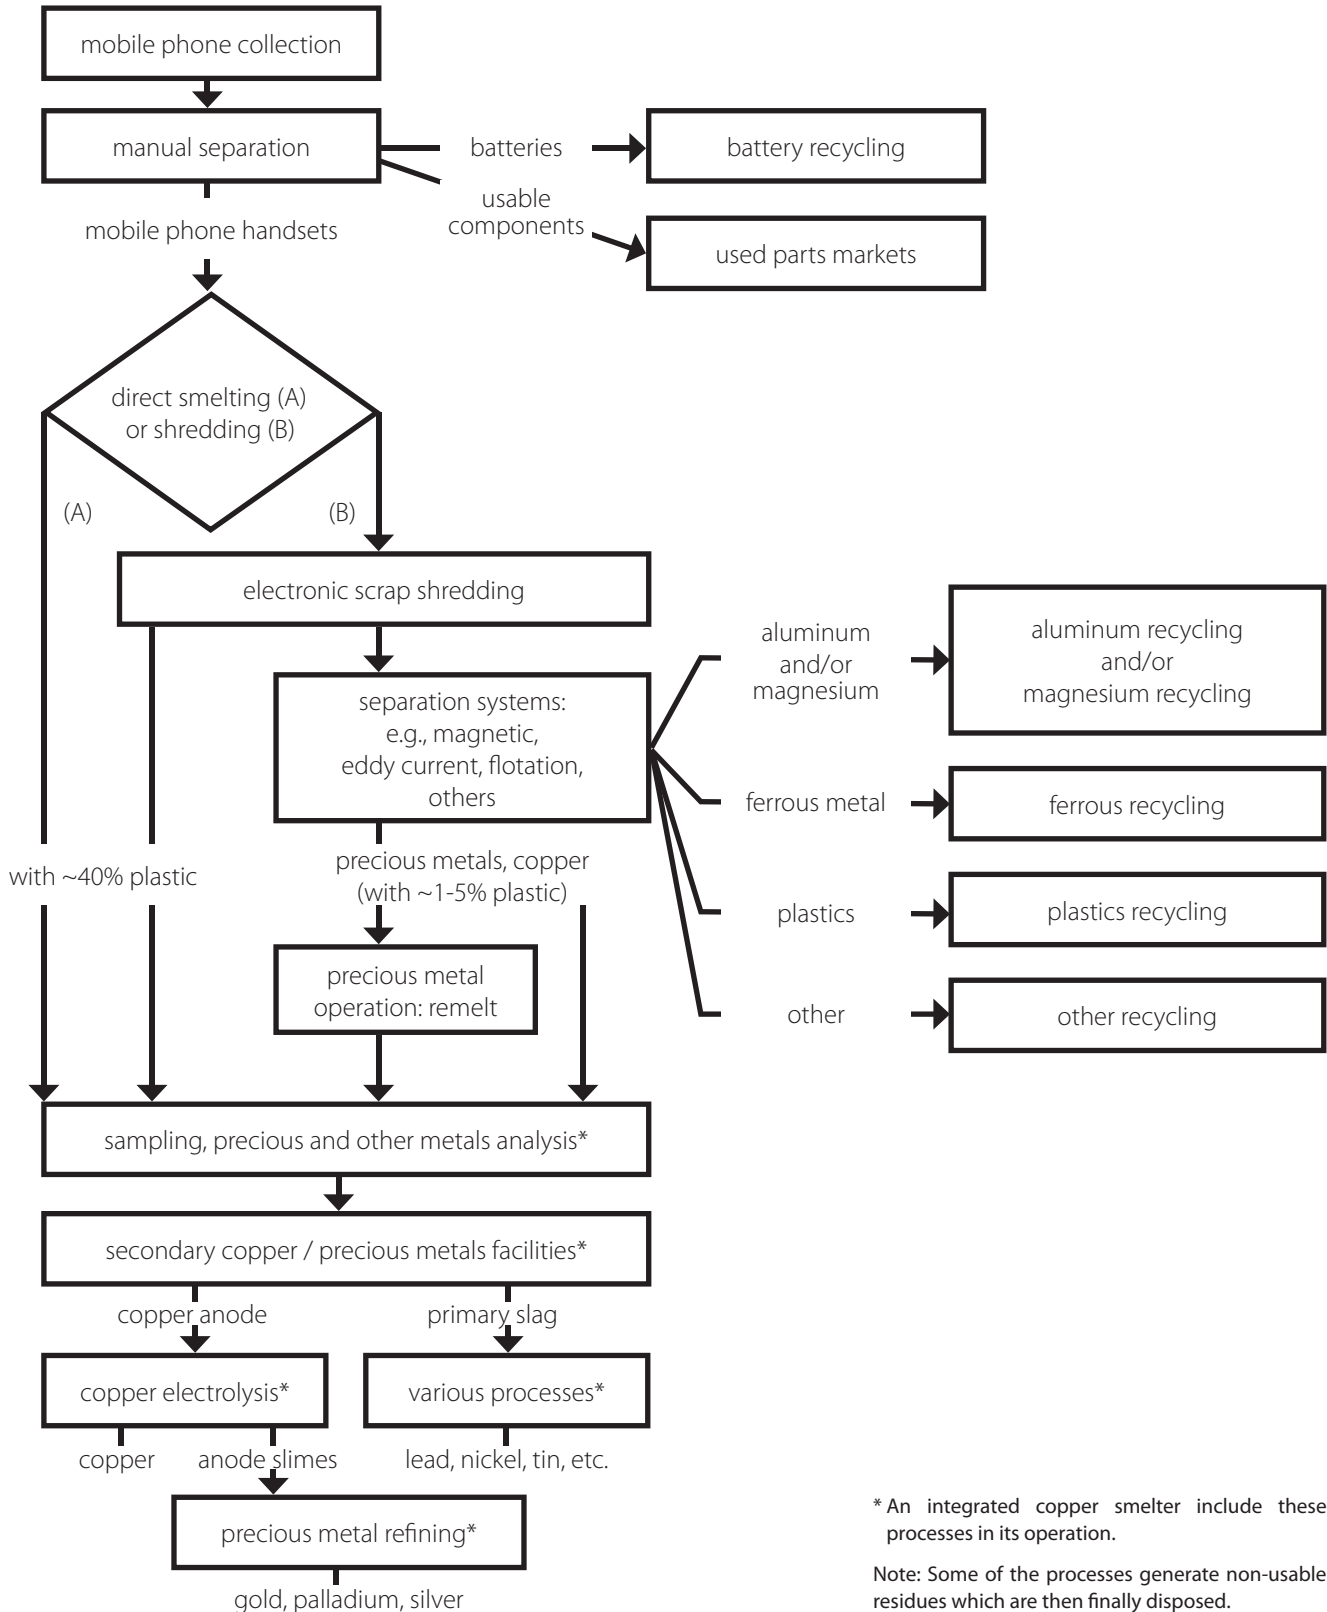 mobile phone collection
manual separation
batteries
battery recycling
usable
components
used parts markets
mobile phone handsets
direct smelting (A)
or shredding (B)
(A)
(B)
electronic scrap shredding
separation systems:
e.g., magnetic,
eddy current, flotation,
others
aluminum
and/or
magnesium
aluminum recycling
and/or
magnesium recycling
ferrous metal
ferrous recycling
plastics
plastics recycling
other
other recycling
with ~40% plastic
precious metals, copper
(with ~1-5% plastic)
precious metal
operation: remelt
sampling, precious and other metals analysis*
secondary copper / precious metals facilities*
copper anode
primary slag
copper electrolysis*
various processes*
copper
anode slimes
lead, nickel, tin, etc.
precious metal refining*
gold, palladium, silver
* An integrated copper smelter include these
processes in its operation.
Note: Some of the processes generate non-usable
residues which are then finally disposed.